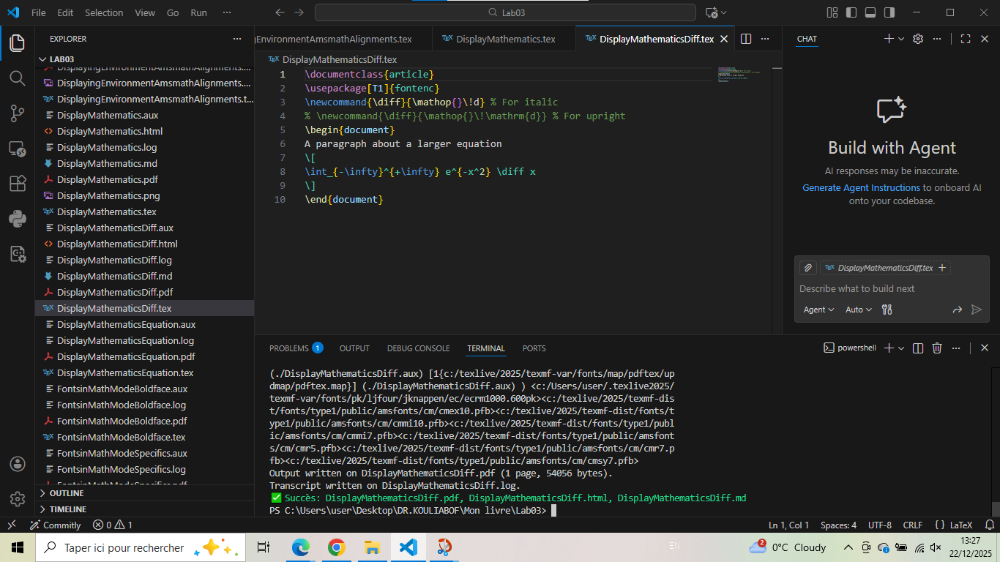 File Edit Selection View Go Run ···
Lab03
EXPLORER
LAB03
DisplayingEnvironmentAmsmathAlignments....
DisplayingEnvironmentAmsmathAlignments....
DisplayingEnvironmentAmsmathAlignments.t...
DisplayMathematics.aux
DisplayMathematics.html
DisplayMathematics.log
DisplayMathematics.md
DisplayMathematics.pdf
DisplayMathematics.png
DisplayMathematics.tex
DisplayMathematicsDiff.aux
DisplayMathematicsDiff.html
DisplayMathematicsDiff.log
DisplayMathematicsDiff.md
DisplayMathematicsDiff.pdf
DisplayMathematicsDiff.tex
DisplayMathematicsEquation.aux
DisplayMathematicsEquation.log
DisplayMathematicsEquation.pdf
DisplayMathematicsEquation.tex
FontsinMathModeBoldface.aux
FontsinMathModeBoldface.log
FontsinMathModeBoldface.pdf
FontsinMathModeBoldface.tex
FontsinMathModeSpecifics.aux
FontsinMathModeSpecifics.log
FontsinMathModeSpecifics.pdf
OUTLINE
TIMELINE
gEnvironmentAmsmathAlignments.tex DisplayMathematics.tex DisplayMathematicsDiff.tex
DisplayMathematicsDiff.tex
1 \documentclass{article}
2 \usepackage[T1]{fontenc}
3 \newcommand{\diff}{\mathop{}\!d} % For italic
4 % \newcommand{\diff}{\mathop{}\!\mathrm{d}} % For upright
5 \begin{document}
6 A paragraph about a larger equation
7 \[
8 \int_{-\infty}^{+\infty} e^{-x^2} \diff x
9 \]
10 \end{document}
CHAT
Build with Agent
AI responses may be inaccurate.
Generate Agent Instructions to onboard AI
onto your codebase.
DisplayMathematicsDiff.tex
Describe what to build next
Agent Auto
PROBLEMS 1 OUTPUT DEBUG CONSOLE TERMINAL PORTS powershell
(./DisplayMathematicsDiff.aux) [1{c:/texlive/2025/texmf-var/fonts/map/pdftex/up
dmap/pdftex.map}] (./DisplayMathematicsDiff.aux) ) <c:/Users/user/.texlive2025/
texmf-var/fonts/pk/ljfour/jknappen/ec/ecrm1000.600pk><c:/texlive/2025/texmf-dis
t/fonts/type1/public/amsfonts/cm/cmex10.pfb><c:/texlive/2025/texmf-dist/fonts/t
ype1/public/amsfonts/cm/cmmi10.pfb><c:/texlive/2025/texmf-dist/fonts/type1/publ
ic/amsfonts/cm/cmmi7.pfb><c:/texlive/2025/texmf-dist/fonts/type1/public/amsfont
s/cm/cmr5.pfb><c:/texlive/2025/texmf-dist/fonts/type1/public/amsfonts/cm/cmr7.p
fb><c:/texlive/2025/texmf-dist/fonts/type1/public/amsfonts/cm/cmsy7.pfb>
Output written on DisplayMathematicsDiff.pdf (1 page, 54056 bytes).
Transcript written on DisplayMathematicsDiff.log.
✅ Succès: DisplayMathematicsDiff.pdf, DisplayMathematicsDiff.html, DisplayMathematicsDiff.md
PS C:\Users\user\Desktop\DR.KOULIABOF\Mon livre\Lab03>
Commitly 0 1 Ln 1, Col 1 Spaces: 4 UTF-8 CRLF { } LaTeX
Taper ici pour rechercher EN 2 0°C Cloudy 13:27
22/12/2025